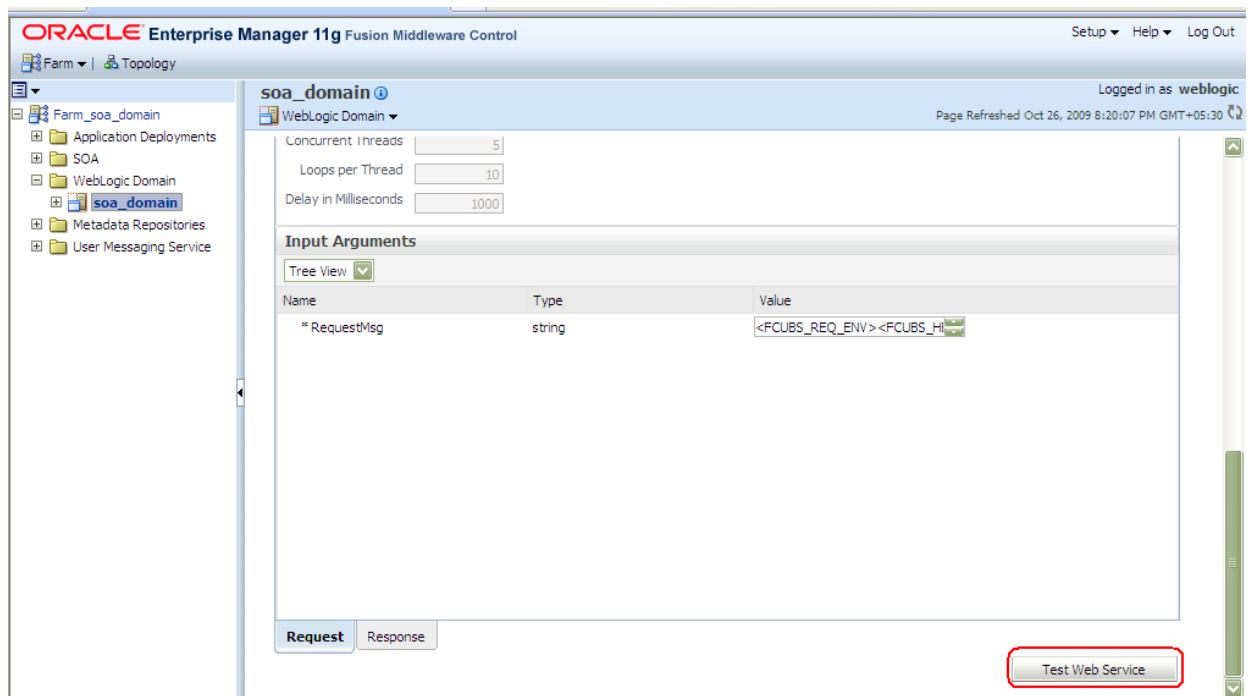 ORACLE Enterprise Manager 11g Fusion Middleware Control
Setup Help Log Out
Farm | Topology
soa_domain
Logged in as weblogic
WebLogic Domain
Page Refreshed Oct 26, 2009 8:20:07 PM GMT+05:30
Farm_soa_domain
Application Deployments
SOA
WebLogic Domain
soa_domain
Metadata Repositories
User Messaging Service
Concurrent Threads 5
Loops per Thread 10
Delay in Milliseconds 1000
Input Arguments
Tree View
Name Type Value
* RequestMsg string <FCUBS_REQ_ENV><FCUBS_H
Request Response
Test Web Service